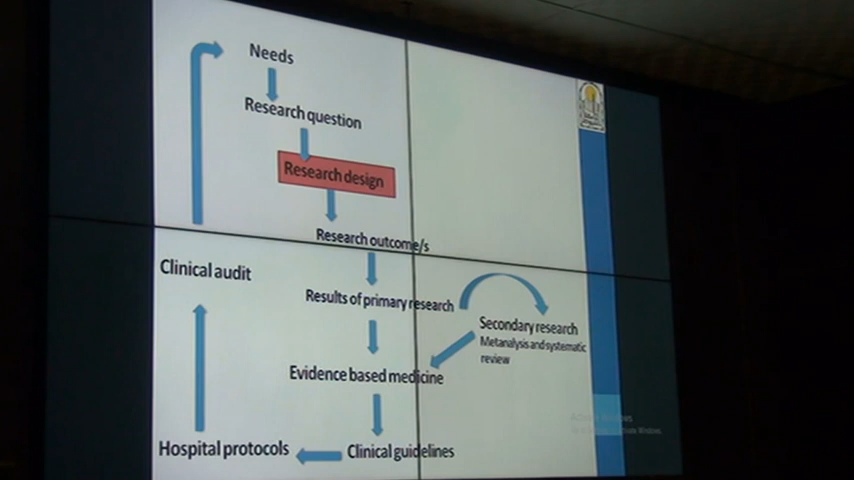 Needs
Research question
Research design
Research outcome/s
Clinical audit
Results of primary research
Secondary research
Metanalysis and systematic
review
Evidence based medicine
Hospital protocols
Clinical guidelines